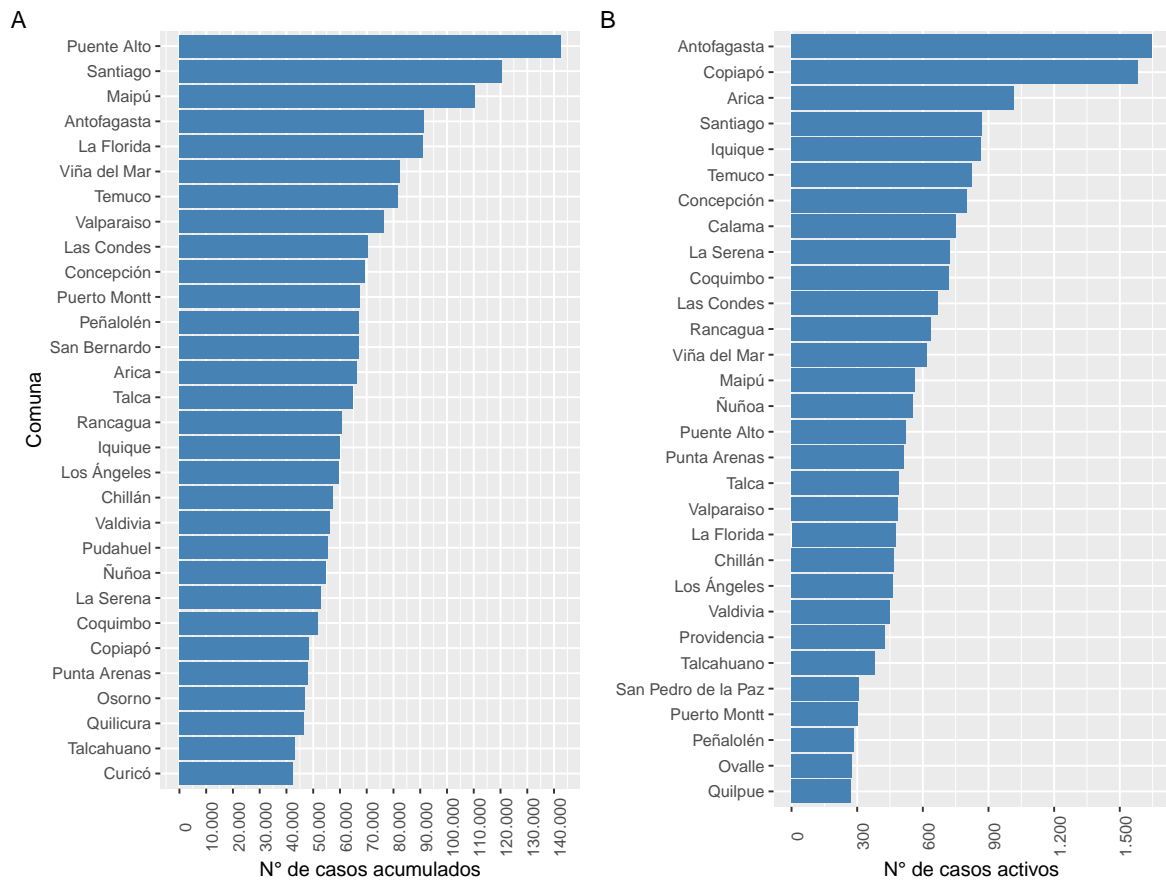 A
Puente Alto
Santiago
Maipú
Antofagasta
La Florida
Viña del Mar
Temuco
Valparaiso
Las Condes
Concepción
Puerto Montt
Peñalolén
San Bernardo
Arica
Talca
Rancagua
Iquique
Los Ángeles
Chillán
Valdivia
Pudahuel
Ñuñoa
La Serena
Coquimbo
Copiapó
Punta Arenas
Osorno
Quilicura
Talcahuano
Curicó
Comuna
0
10.000
20.000
30.000
40.000
50.000
60.000
70.000
80.000
90.000
100.000
110.000
120.000
130.000
140.000
N° de casos acumulados
B
Antofagasta
Copiapó
Arica
Santiago
Iquique
Temuco
Concepción
Calama
La Serena
Coquimbo
Las Condes
Rancagua
Viña del Mar
Maipú
Ñuñoa
Puente Alto
Punta Arenas
Talca
Valparaiso
La Florida
Chillán
Los Ángeles
Valdivia
Providencia
Talcahuano
San Pedro de la Paz
Puerto Montt
Peñalolén
Ovalle
Quilpue
0
300
600
900
1.200
1.500
N° de casos activos